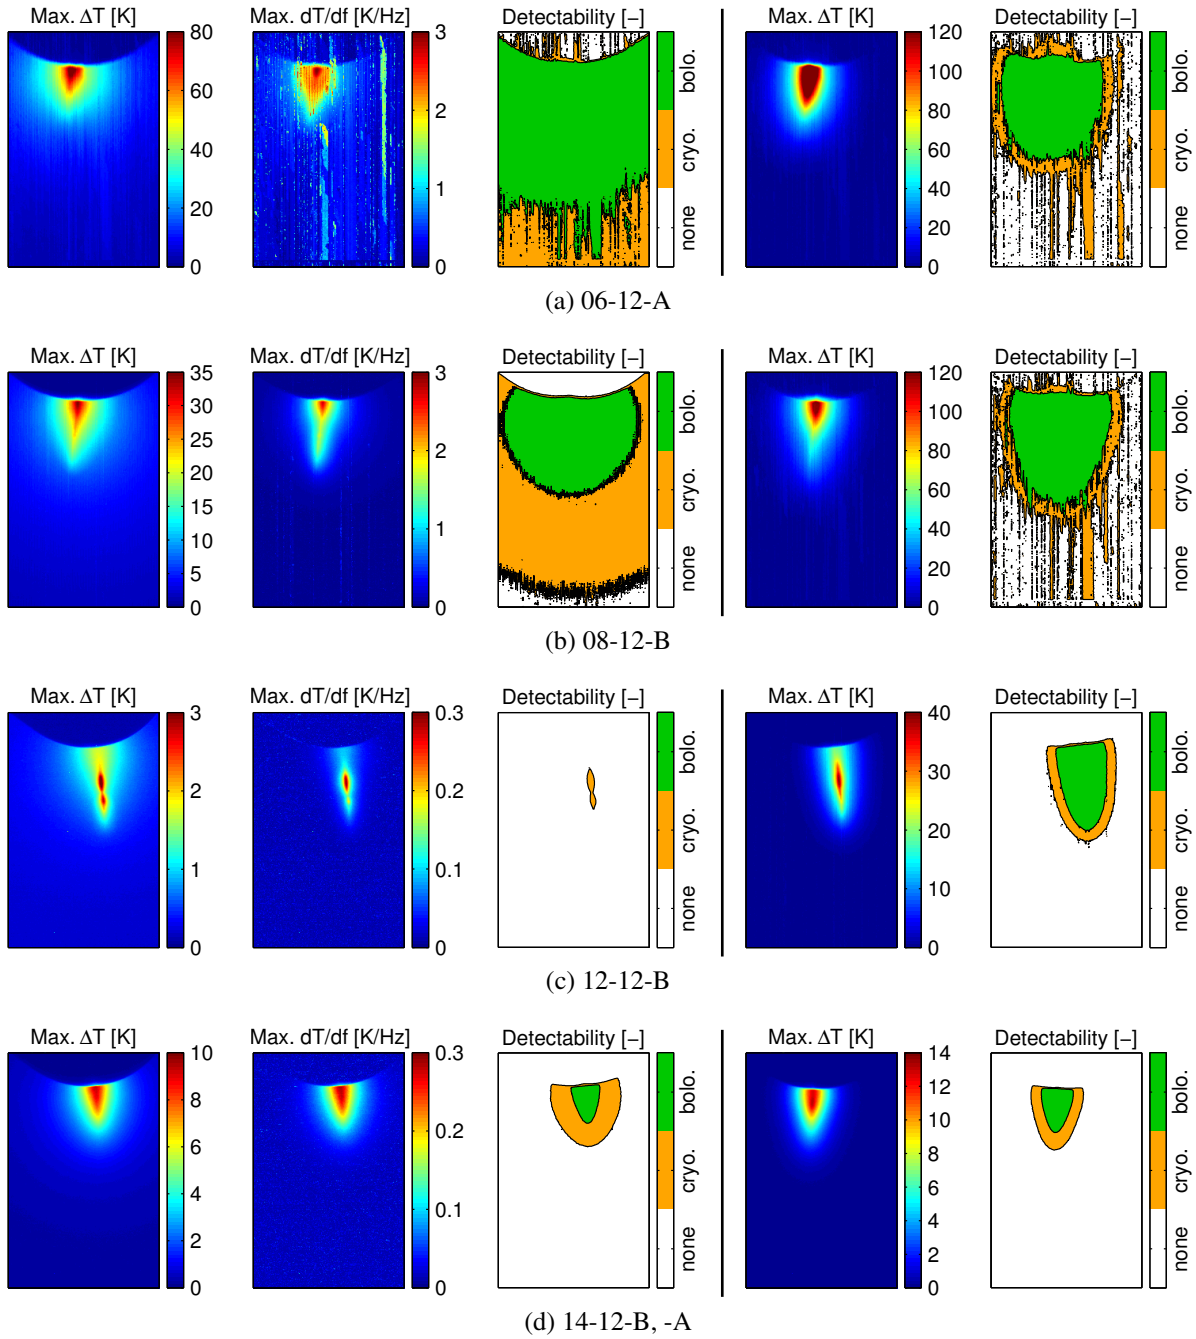 Max. ΔT [K] Max. dT/df [K/Hz] Detectability [–] Max. ΔT [K] Detectability [–]
80 3 bolo. 120 bolo.
100
60 2 80
40 cryo. 60 cryo.
1 40
20 none 20 none
0 0 0
(a) 06-12-A
Max. ΔT [K] Max. dT/df [K/Hz] Detectability [–] Max. ΔT [K] Detectability [–]
35 3 bolo. 120 bolo.
30 100
25 2 80
20 cryo. 60 cryo.
15 1 40
10 none 20 none
5
0 0 0
(b) 08-12-B
Max. ΔT [K] Max. dT/df [K/Hz] Detectability [–] Max. ΔT [K] Detectability [–]
3 0.3 bolo. 40 bolo.
2 0.2 30
cryo. 20 cryo.
1 0.1 10
none none
0 0 0
(c) 12-12-B
Max. ΔT [K] Max. dT/df [K/Hz] Detectability [–] Max. ΔT [K] Detectability [–]
10 0.3 bolo. 14 bolo.
12
8 0.2 10
6 cryo. 8 cryo.
4 0.1 6
4
2 none 2 none
0 0 0
(d) 14-12-B, -A